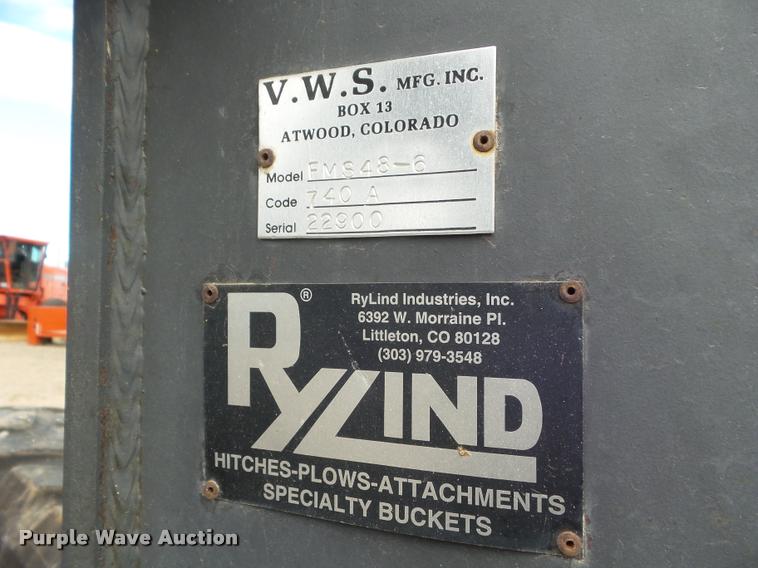 V.W.S. MFG. INC.
BOX 13
ATWOOD, COLORADO
Model FMS48-6
Code 740 A
Serial 22900
RYLIND ®
RyLind Industries, Inc.
6392 W. Morraine Pl.
Littleton, CO 80128
(303) 979-3548
HITCHES-PLOWS-ATTACHMENTS
SPECIALTY BUCKETS
Purple Wave Auction